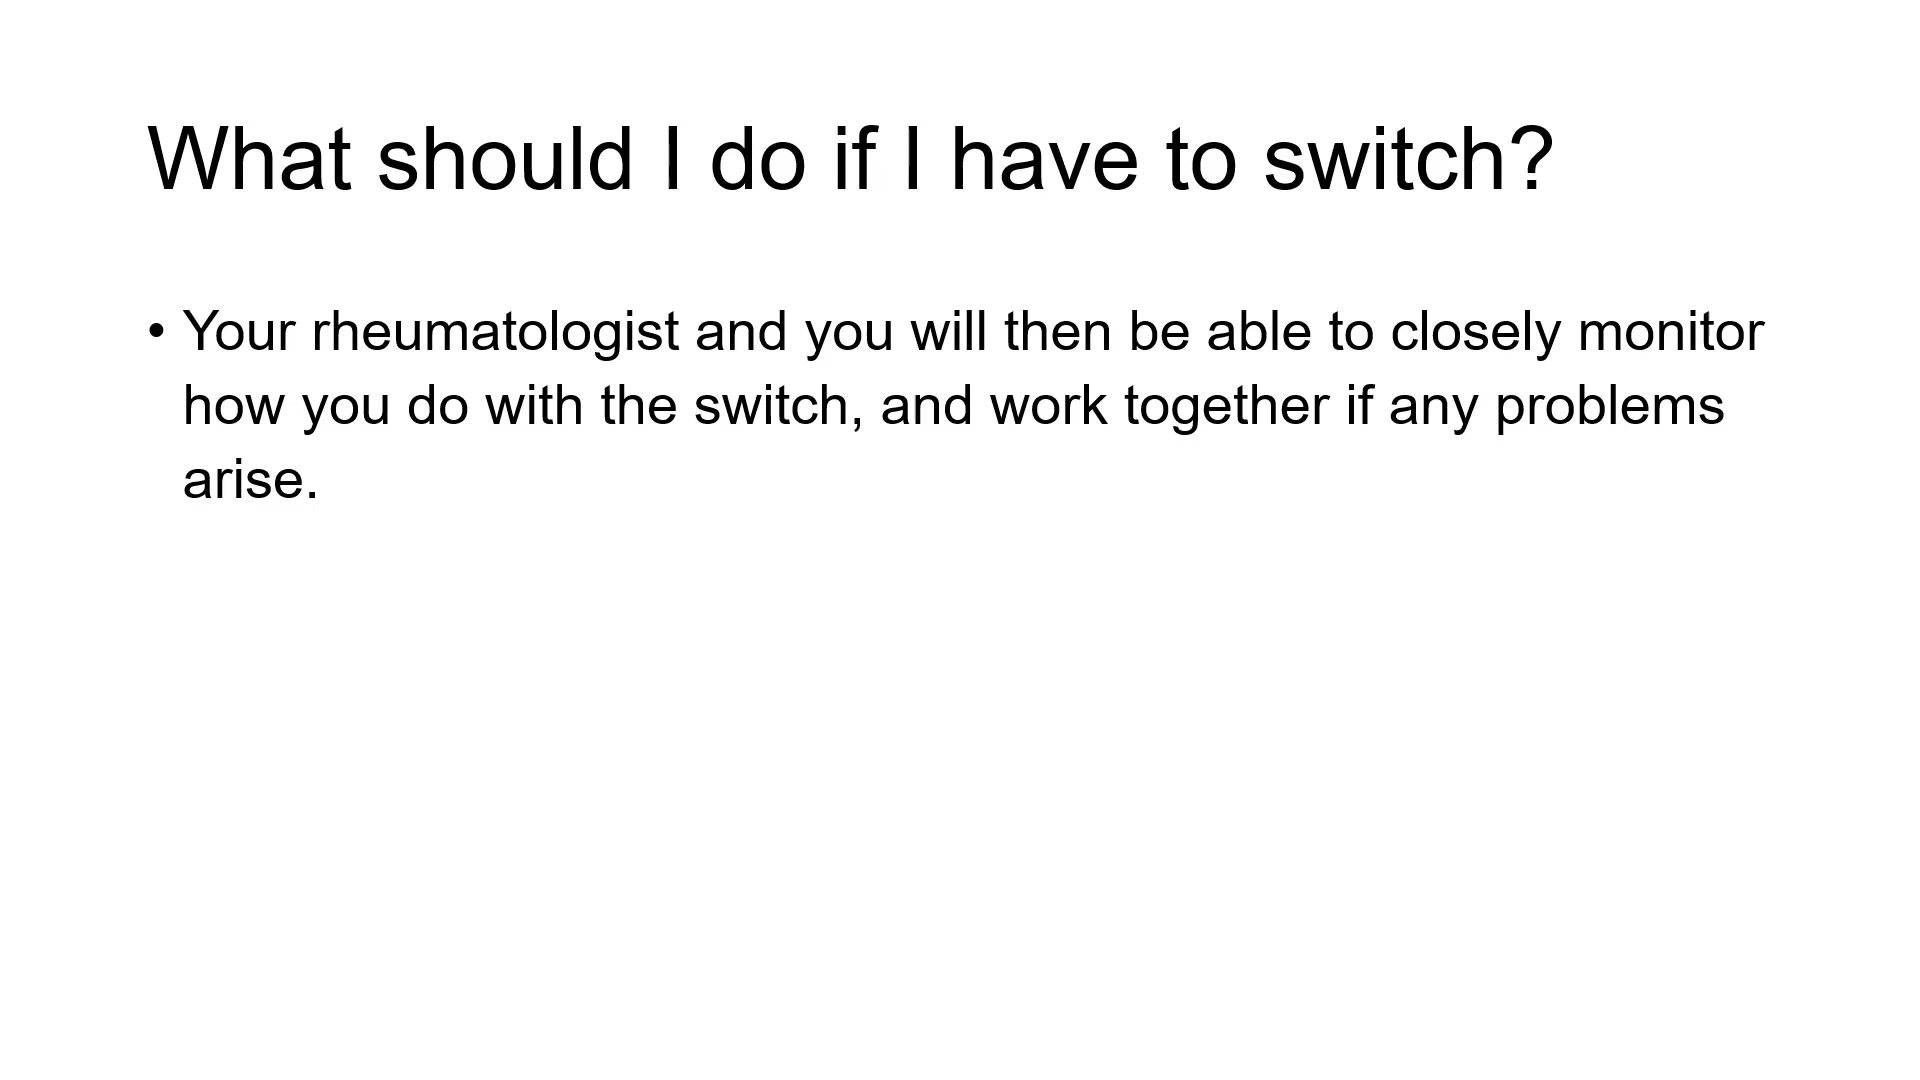 What should I do if I have to switch?
• Your rheumatologist and you will then be able to closely monitor
how you do with the switch, and work together if any problems
arise.